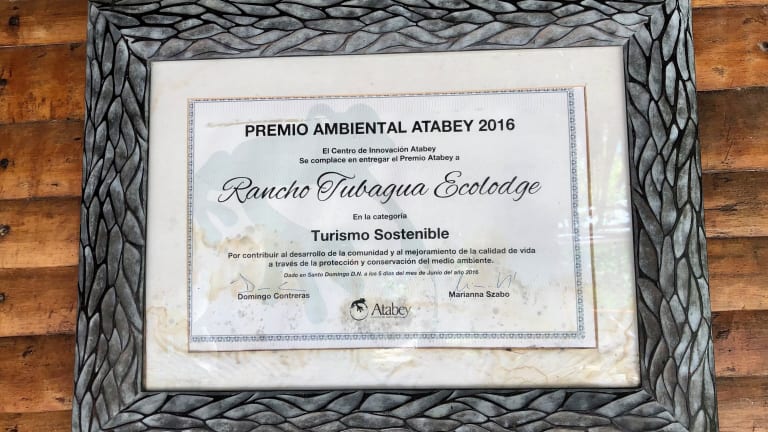 PREMIO AMBIENTAL ATABEY 2016
El Centro de Innovación Atabey
Se complace en entregar el Premio Atabey a
Rancho Tubagua Ecolodge
En la categoría
Turismo Sostenible
Por contribuir al desarrollo de la comunidad y al mejoramiento de la calidad de vida
a través de la protección y conservación del medio ambiente.
Dado en Santo Domingo D.N. a los 5 días del mes de Junio del año 2016
Domingo Contreras
Marianna Szabo
Atabey